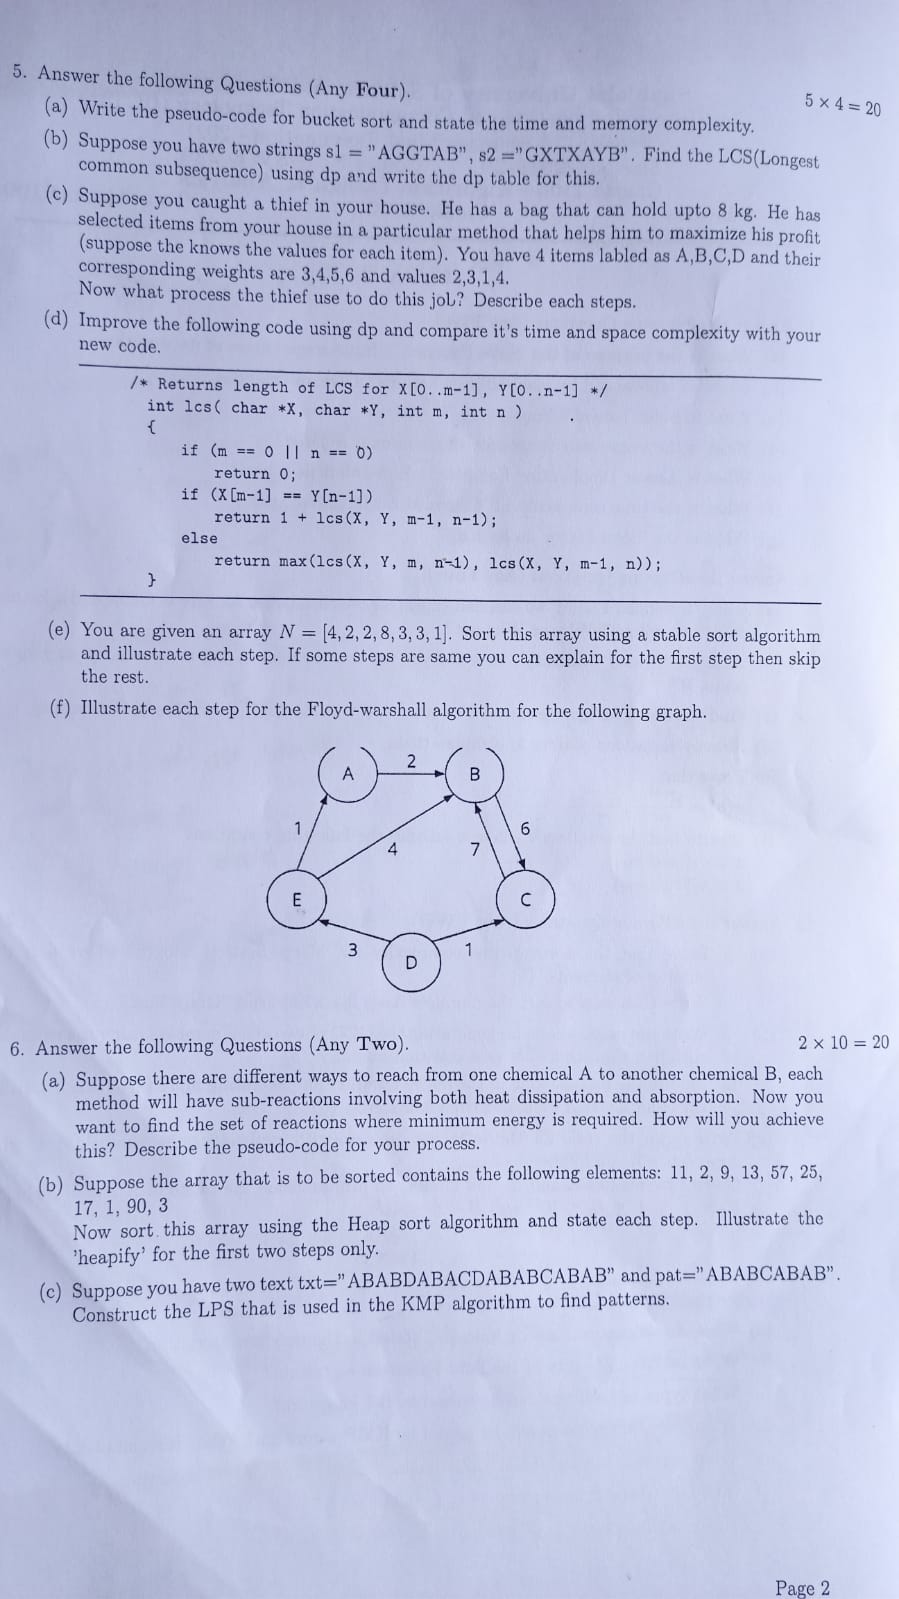 5. Answer the following Questions (Any Four).
5 × 4 = 20
(a) Write the pseudo-code for bucket sort and state the time and memory complexity.
(b) Suppose you have two strings s1 = "AGGTAB", s2 ="GXTXAYB". Find the LCS(Longest
common subsequence) using dp and write the dp table for this.
(c) Suppose you caught a thief in your house. He has a bag that can hold upto 8 kg. He has
selected items from your house in a particular method that helps him to maximize his profit
(suppose the knows the values for each item). You have 4 items labled as A,B,C,D and their
corresponding weights are 3,4,5,6 and values 2,3,1,4.
Now what process the thief use to do this job? Describe each steps.
(d) Improve the following code using dp and compare it's time and space complexity with your
new code.
/* Returns length of LCS for X[0..m-1], Y[0..n-1] */
int lcs( char *X, char *Y, int m, int n )
{
if (m == 0 || n == 0)
return 0;
if (X[m-1] == Y[n-1])
return 1 + lcs(X, Y, m-1, n-1);
else
return max(lcs(X, Y, m, n-1), lcs(X, Y, m-1, n));
}
(e) You are given an array N = [4, 2, 2, 8, 3, 3, 1]. Sort this array using a stable sort algorithm
and illustrate each step. If some steps are same you can explain for the first step then skip
the rest.
(f) Illustrate each step for the Floyd-warshall algorithm for the following graph.
A 2 B
1 4 7 6
E C
3 D 1
6. Answer the following Questions (Any Two).
2 × 10 = 20
(a) Suppose there are different ways to reach from one chemical A to another chemical B, each
method will have sub-reactions involving both heat dissipation and absorption. Now you
want to find the set of reactions where minimum energy is required. How will you achieve
this? Describe the pseudo-code for your process.
(b) Suppose the array that is to be sorted contains the following elements: 11, 2, 9, 13, 57, 25,
17, 1, 90, 3
Now sort this array using the Heap sort algorithm and state each step. Illustrate the
'heapify' for the first two steps only.
(c) Suppose you have two text txt="ABABDABACDABABCABAB" and pat="ABABCABAB".
Construct the LPS that is used in the KMP algorithm to find patterns.
Page 2